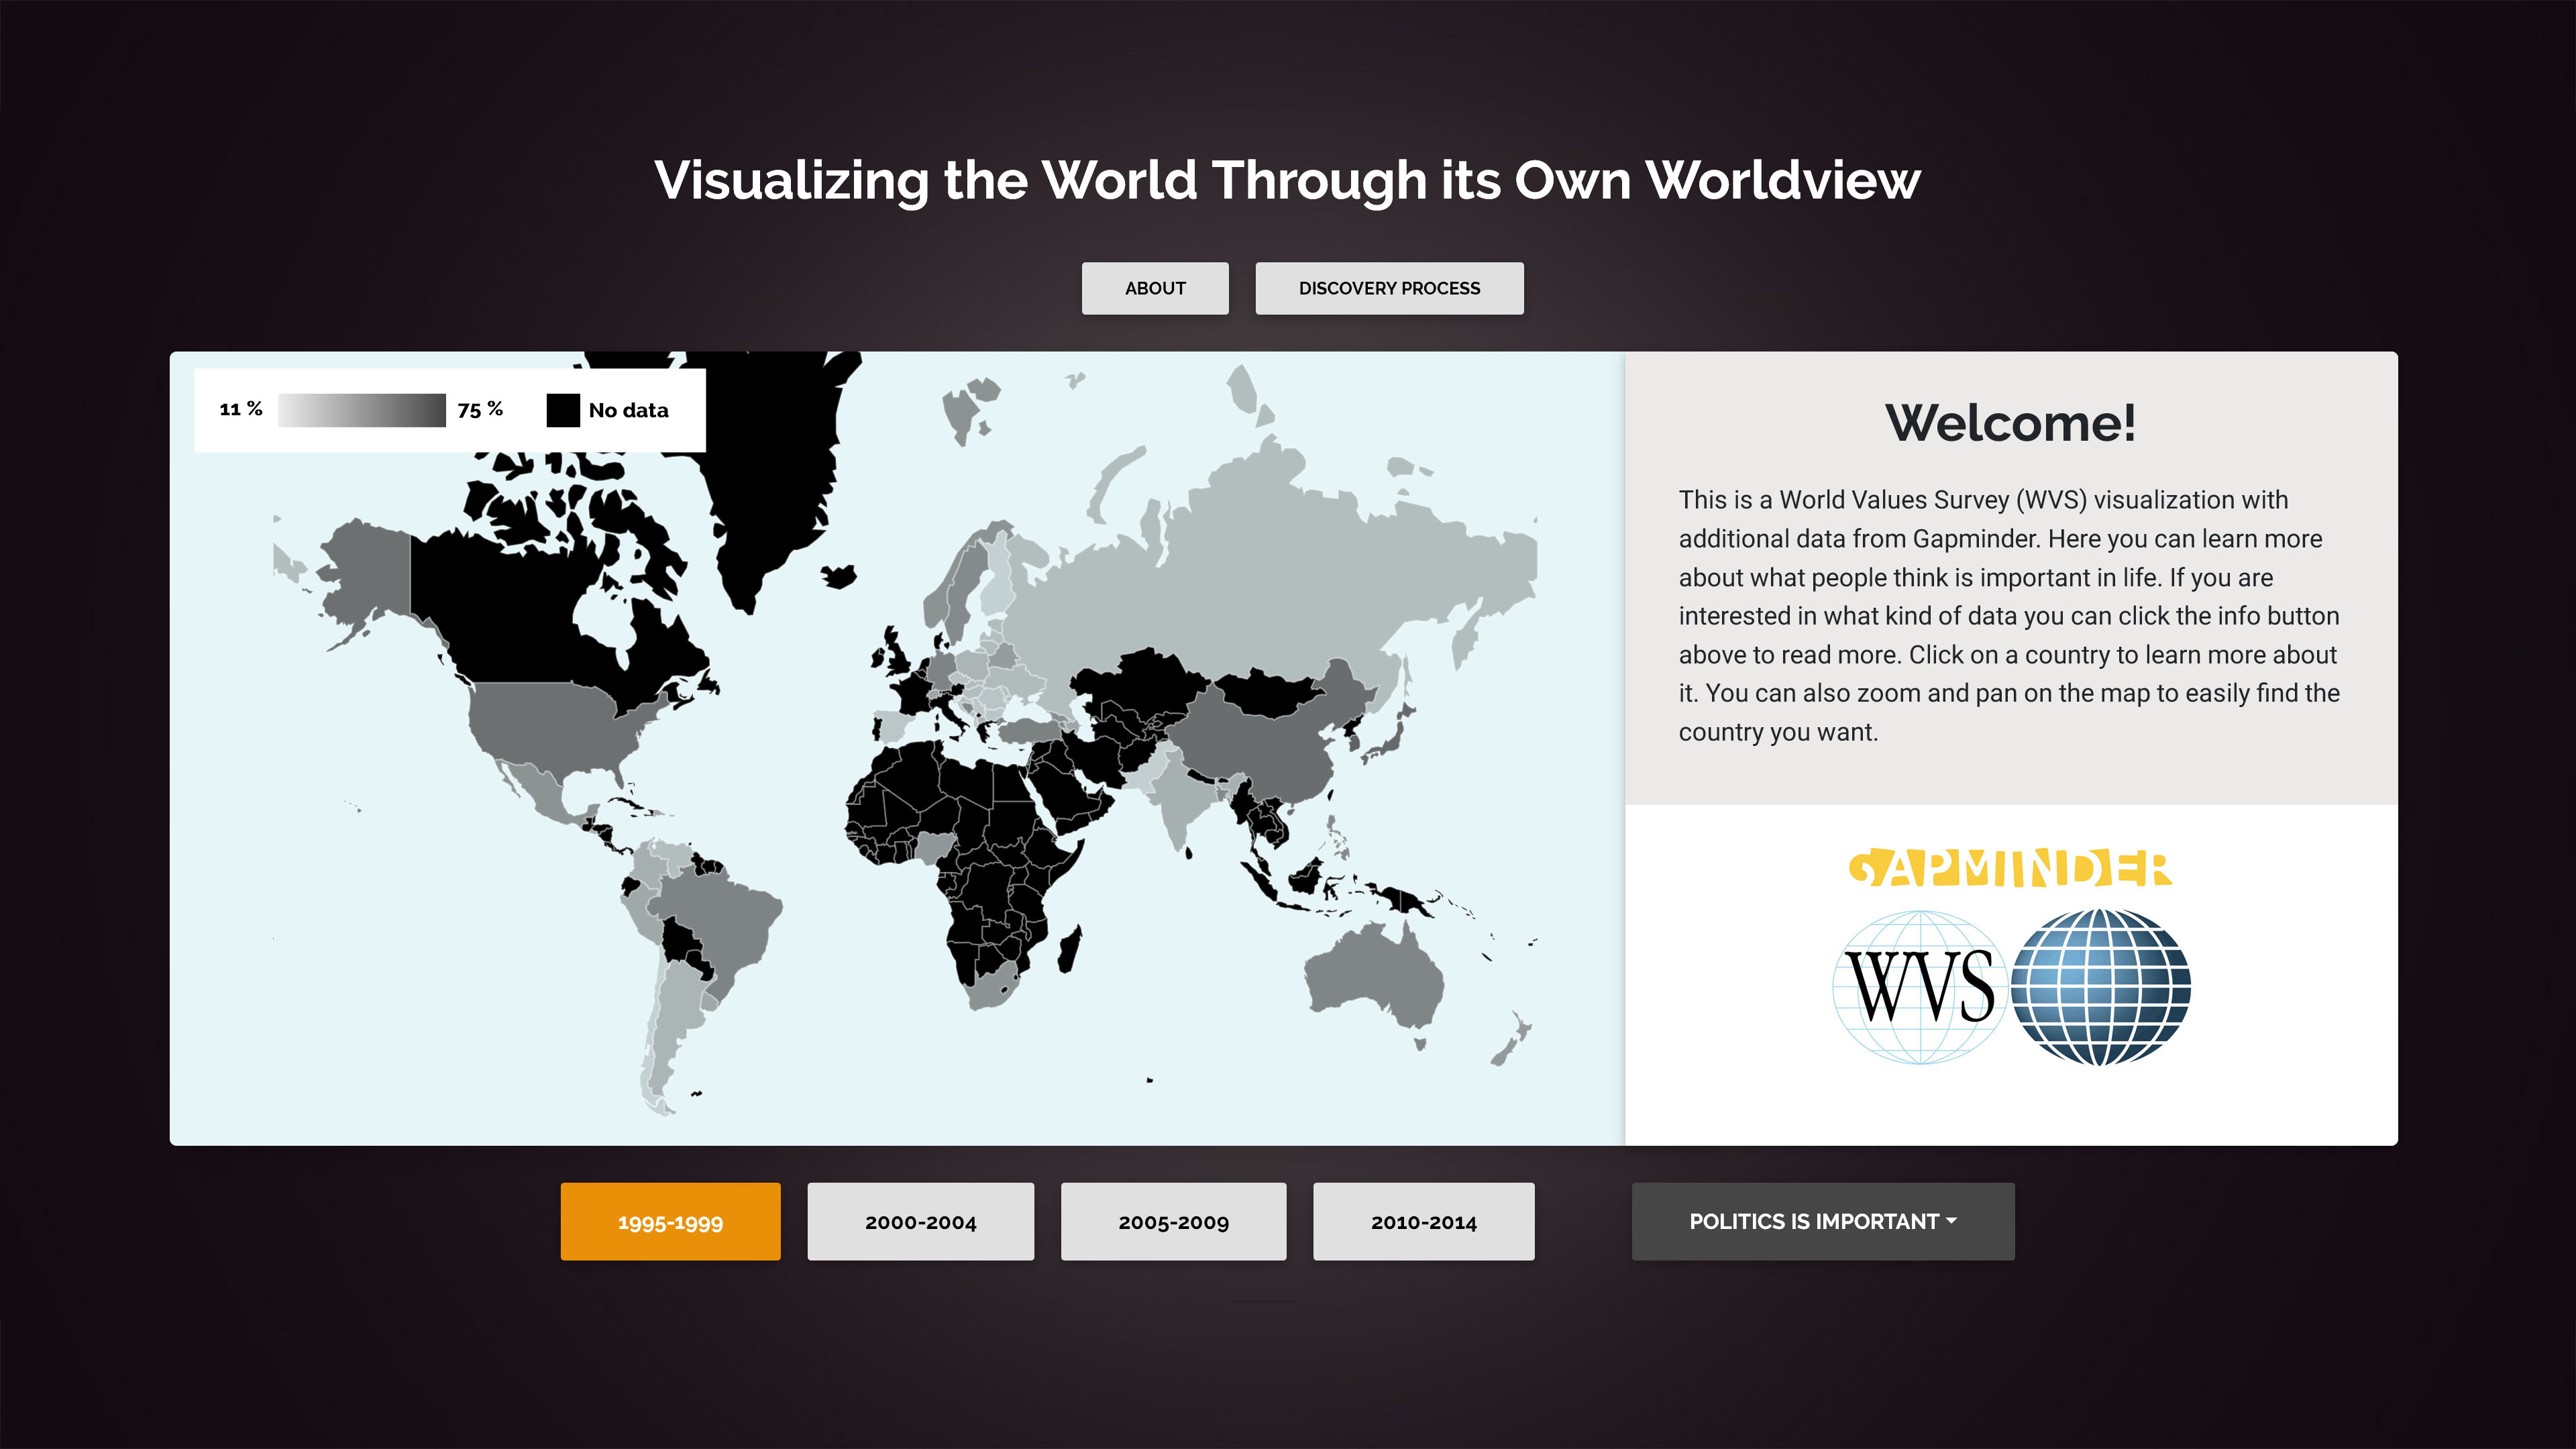 Visualizing the World Through its Own Worldview
ABOUT
DISCOVERY PROCESS
11 %
75 %
No data
Welcome!
This is a World Values Survey (WVS) visualization with
additional data from Gapminder. Here you can learn more
about what people think is important in life. If you are
interested in what kind of data you can click the info button
above to read more. Click on a country to learn more about
it. You can also zoom and pan on the map to easily find the
country you want.
GAPMINDER
WVS
1995-1999
2000-2004
2005-2009
2010-2014
POLITICS IS IMPORTANT